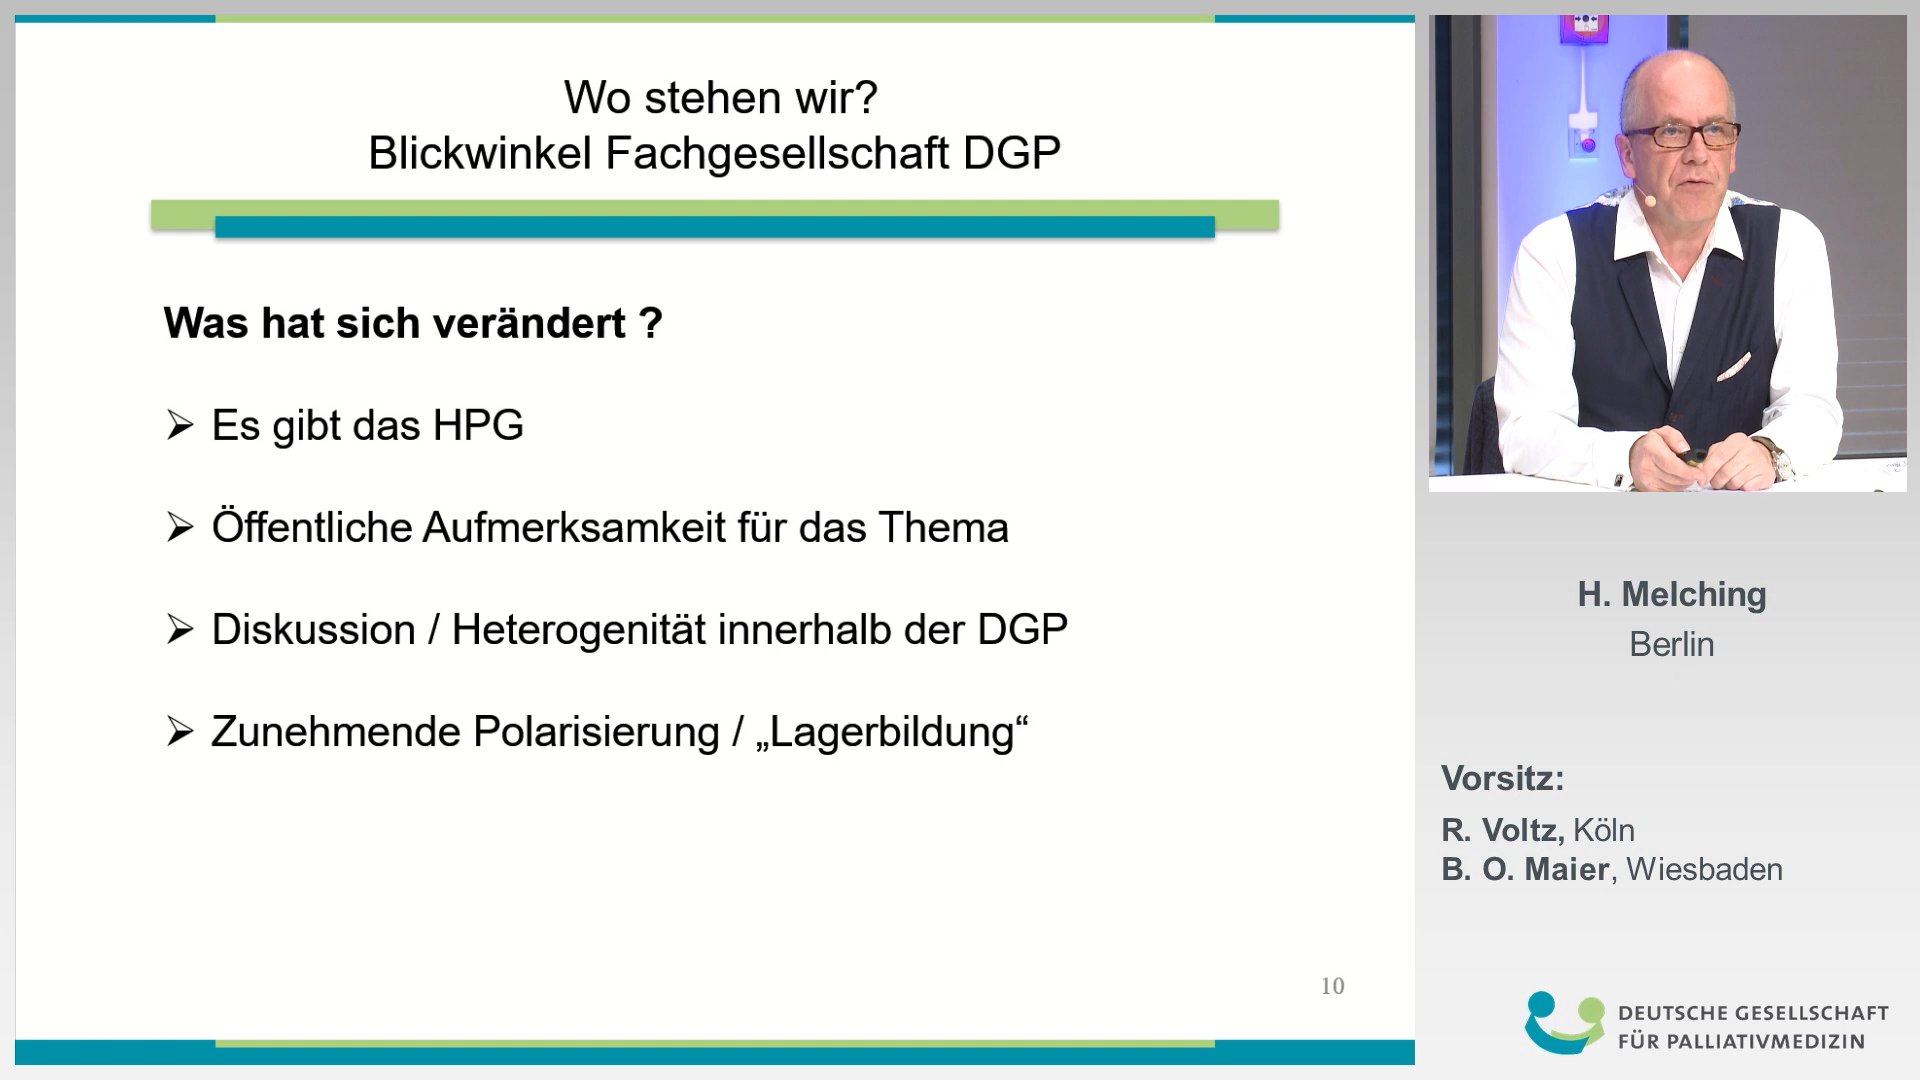 Wo stehen wir?
Blickwinkel Fachgesellschaft DGP
Was hat sich verändert ?
➢ Es gibt das HPG
➢ Öffentliche Aufmerksamkeit für das Thema
➢ Diskussion / Heterogenität innerhalb der DGP
➢ Zunehmende Polarisierung / „Lagerbildung“
10
H. Melching
Berlin
Vorsitz:
R. Voltz, Köln
B. O. Maier, Wiesbaden
DEUTSCHE GESELLSCHAFT
FÜR PALLIATIVMEDIZIN